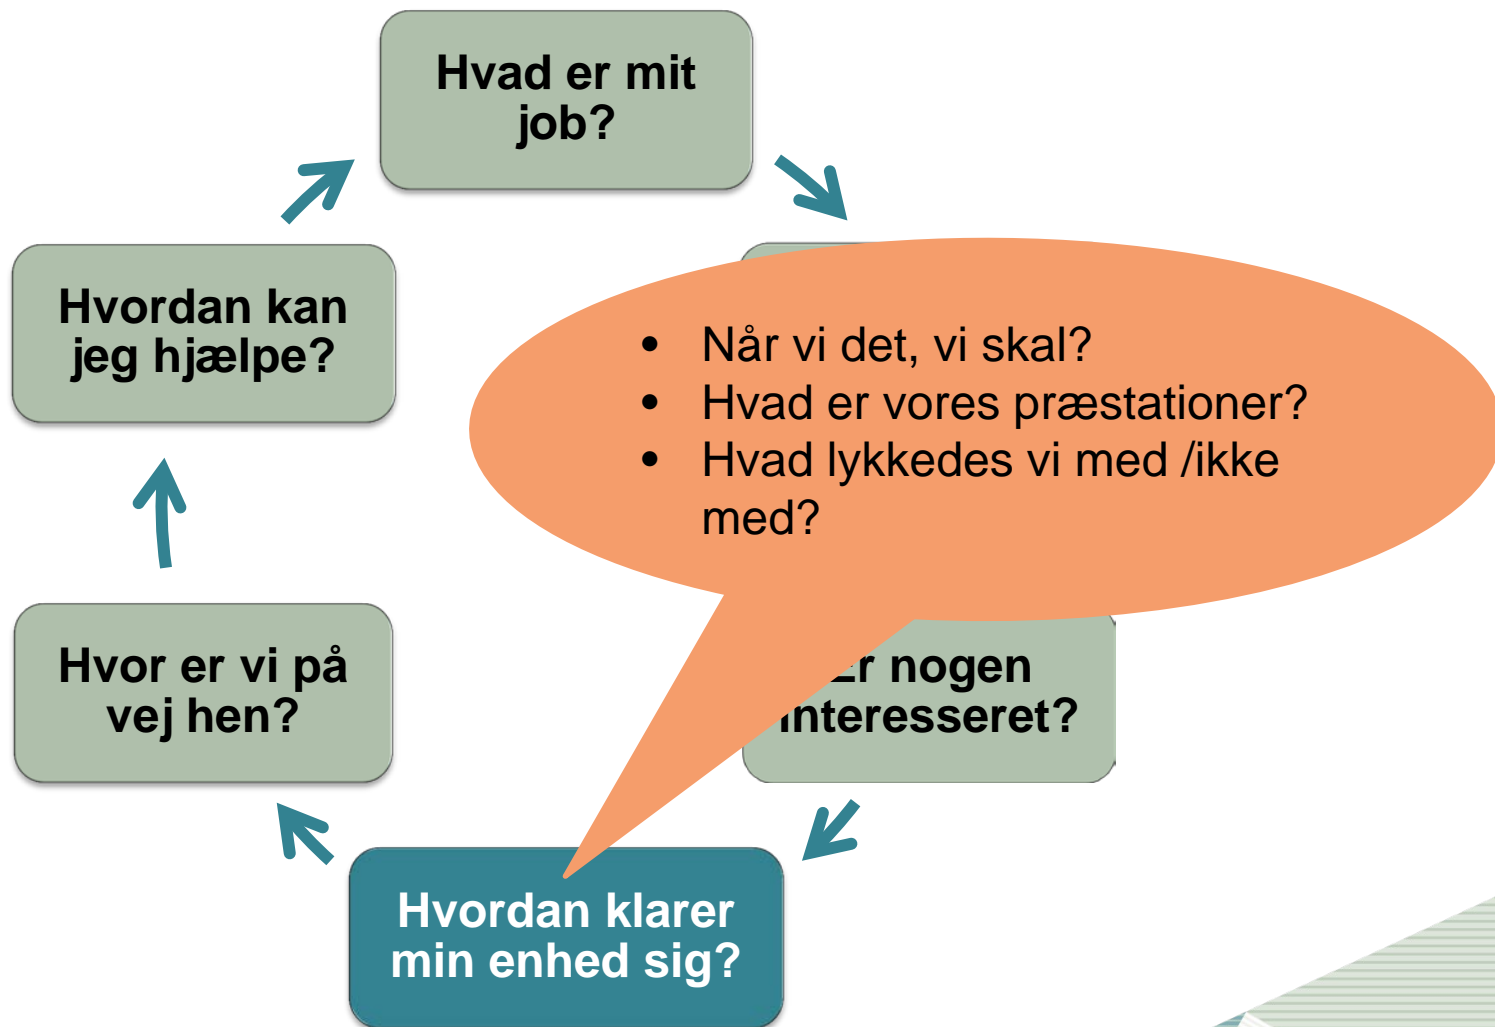 Hvad er mit
job?
Hvordan kan
jeg hjælpe?
• Når vi det, vi skal?
• Hvad er vores præstationer?
• Hvad lykkedes vi med /ikke
med?
Er nogen
interesseret?
Hvor er vi på
vej hen?
Hvordan klarer
min enhed sig?